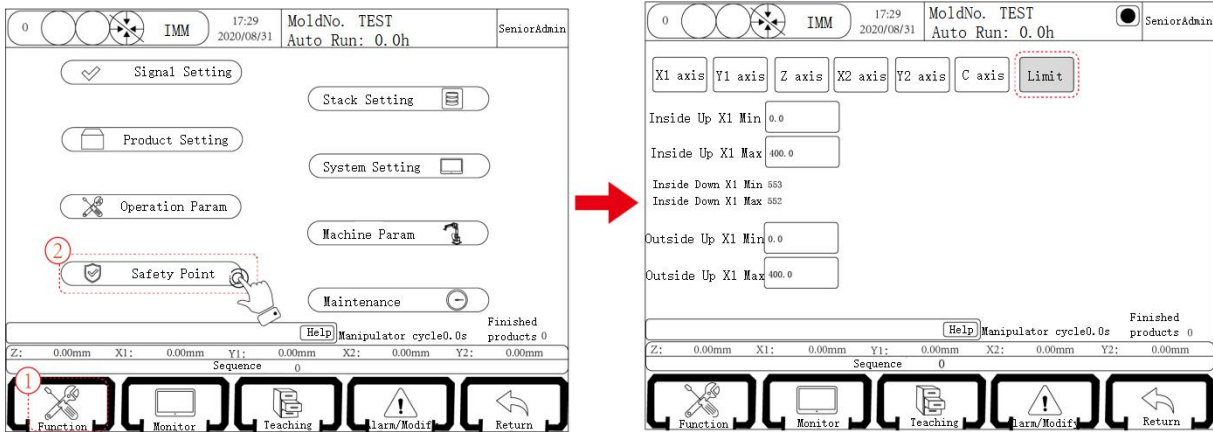 0 IMM 17:29 2020/08/31 MoldNo. TEST Auto Run: 0.0h SeniorAdmin
Signal Setting
Stack Setting
Product Setting
System Setting
Operation Param
Machine Param
2
Safety Point
Maintenance
Help Manipulator cycle0.0s Finished products 0
Z: 0.00mm X1: 0.00mm Y1: 0.00mm X2: 0.00mm Y2: 0.00mm
Sequence 0
1
Function Monitor Teaching larm/Modify Return
0 IMM 17:29 2020/08/31 MoldNo. TEST Auto Run: 0.0h SeniorAdmin
X1 axis Y1 axis Z axis X2 axis Y2 axis C axis Limit
Inside Up X1 Min 0.0
Inside Up X1 Max 400.0
Inside Down X1 Min 553
Inside Down X1 Max 552
Outside Up X1 Min 0.0
Outside Up X1 Max 400.0
Help Manipulator cycle0.0s Finished products 0
Z: 0.00mm X1: 0.00mm Y1: 0.00mm X2: 0.00mm Y2: 0.00mm
Sequence 0
Function Monitor Teaching larm/Modify Return